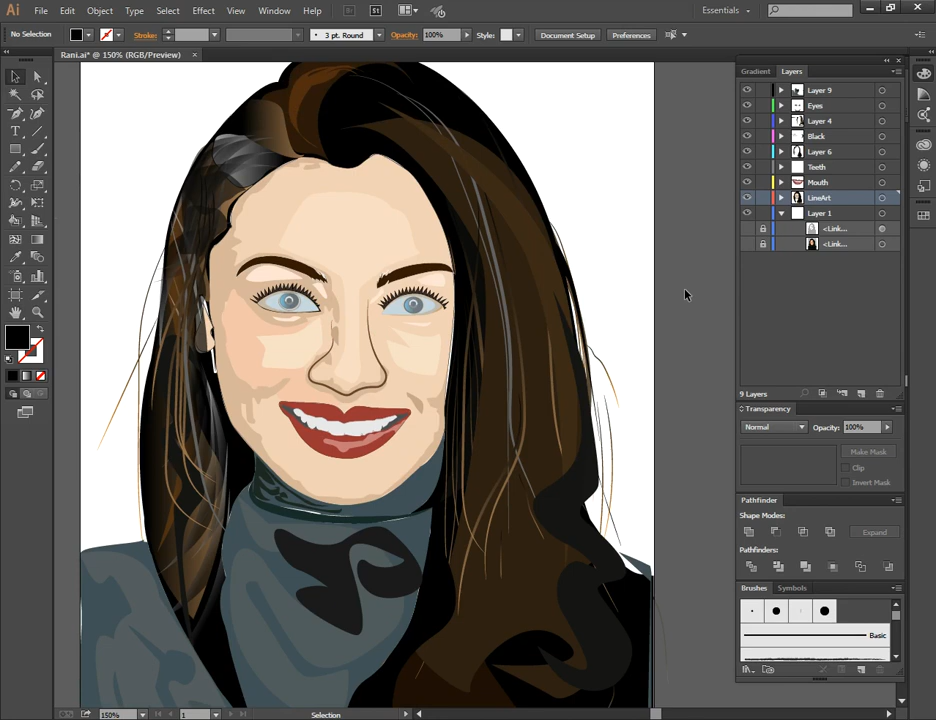 Ai File Edit Object Type Select Effect View Window Help Br St Essentials
No Selection Stroke: 3 pt. Round Opacity: 100% Style: Document Setup Preferences
Rani.ai* @ 150% (RGB/Preview) ×
Gradient Layers
Layer 9
Eyes
Layer 4
Black
Layer 6
Teeth
Mouth
LineArt
Layer 1
<Link...
<Link...
9 Layers
Transparency
Normal Opacity: 100%
Make Mask
Clip
Invert Mask
Pathfinder
Shape Modes:
Expand
Pathfinders:
Brushes Symbols
Basic
150% 1 Selection